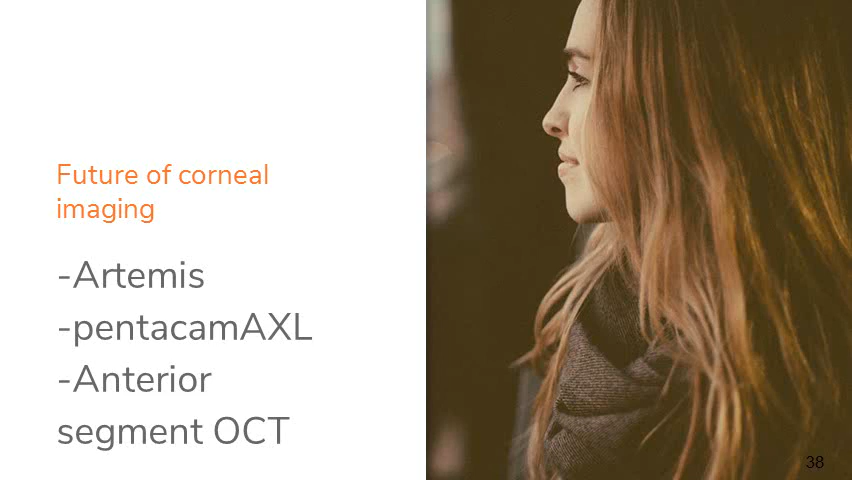 Future of corneal
imaging
-Artemis
-pentacamAXL
-Anterior
segment OCT
38